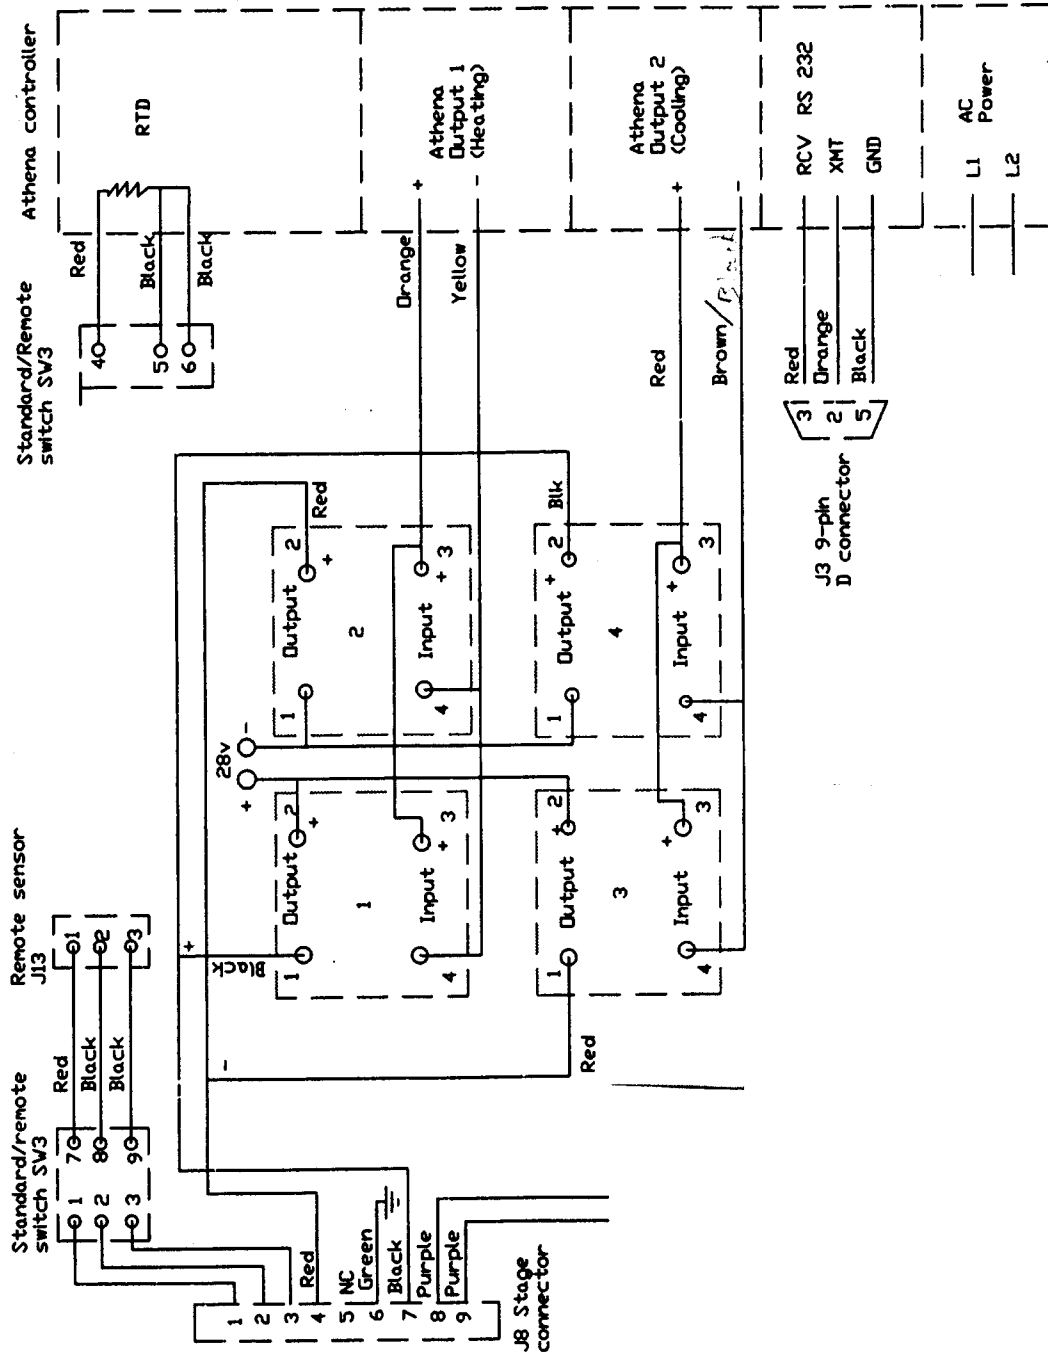 Athena controller
RTD
Athena
Output 1
(Heating)
+
-
Athena
Output 2
(Cooling)
+
-
RCV RS 232
XMT
GND
AC
Power
L1
L2
Standard/Remote
switch SW3
4
5
6
Red
Black
Black
Orange
Yellow
Red
Brown/
Red
Orange
Black
3
2
5
J3 9-pin
D connector
Red
Blk
2
+
Output
1
2
3
+
Input
4
2
+
Output
1
4
3
+
Input
4
28v
-
+
2
+
Output
1
1
3
+
Input
4
Black
2
+
Output
1
3
3
+
Input
4
Red
+
-
Remote sensor
J13
1
2
3
Red
Black
Black
Standard/remote
switch SW3
7
8
9
1
2
3
1
2
3
4
5
6
7
8
9
Red
NC
Green
Black
Purple
Purple
J8 Stage
connector